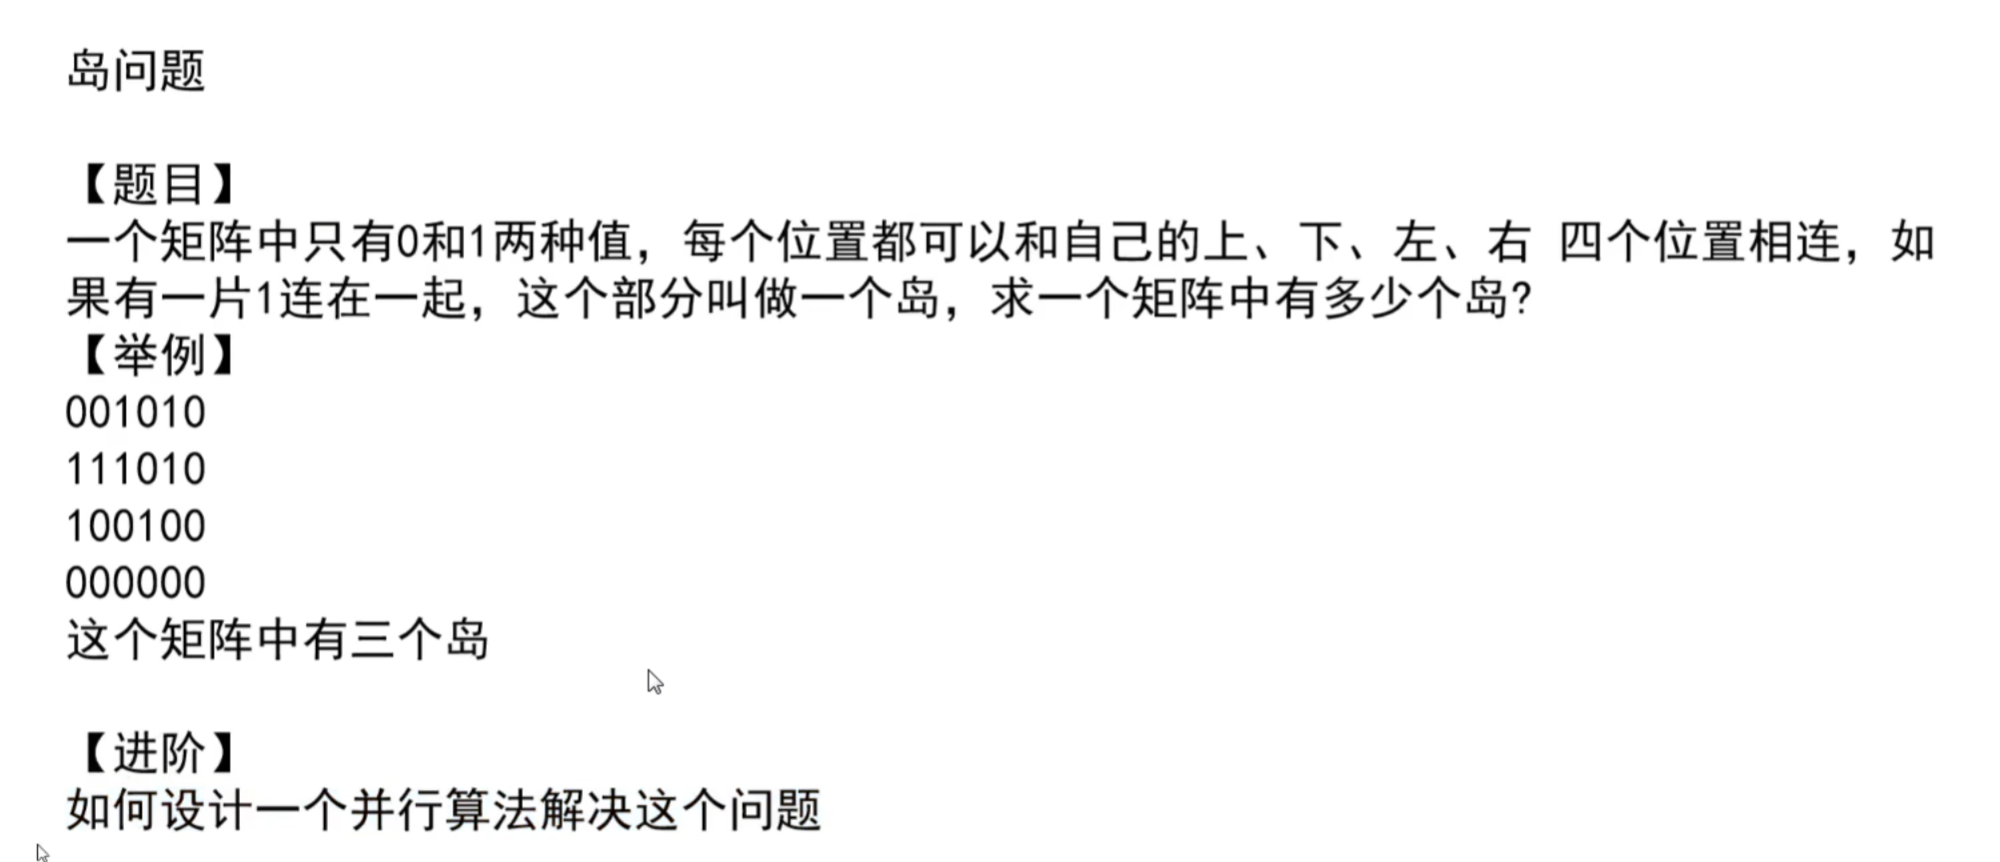 岛问题
【题目】
一个矩阵中只有0和1两种值，每个位置都可以和自己的上、下、左、右 四个位置相连，如
果有一片1连在一起，这个部分叫做一个岛，求一个矩阵中有多少个岛?
【举例】
001010
111010
100100
000000
这个矩阵中有三个岛
【进阶】
如何设计一个并行算法解决这个问题